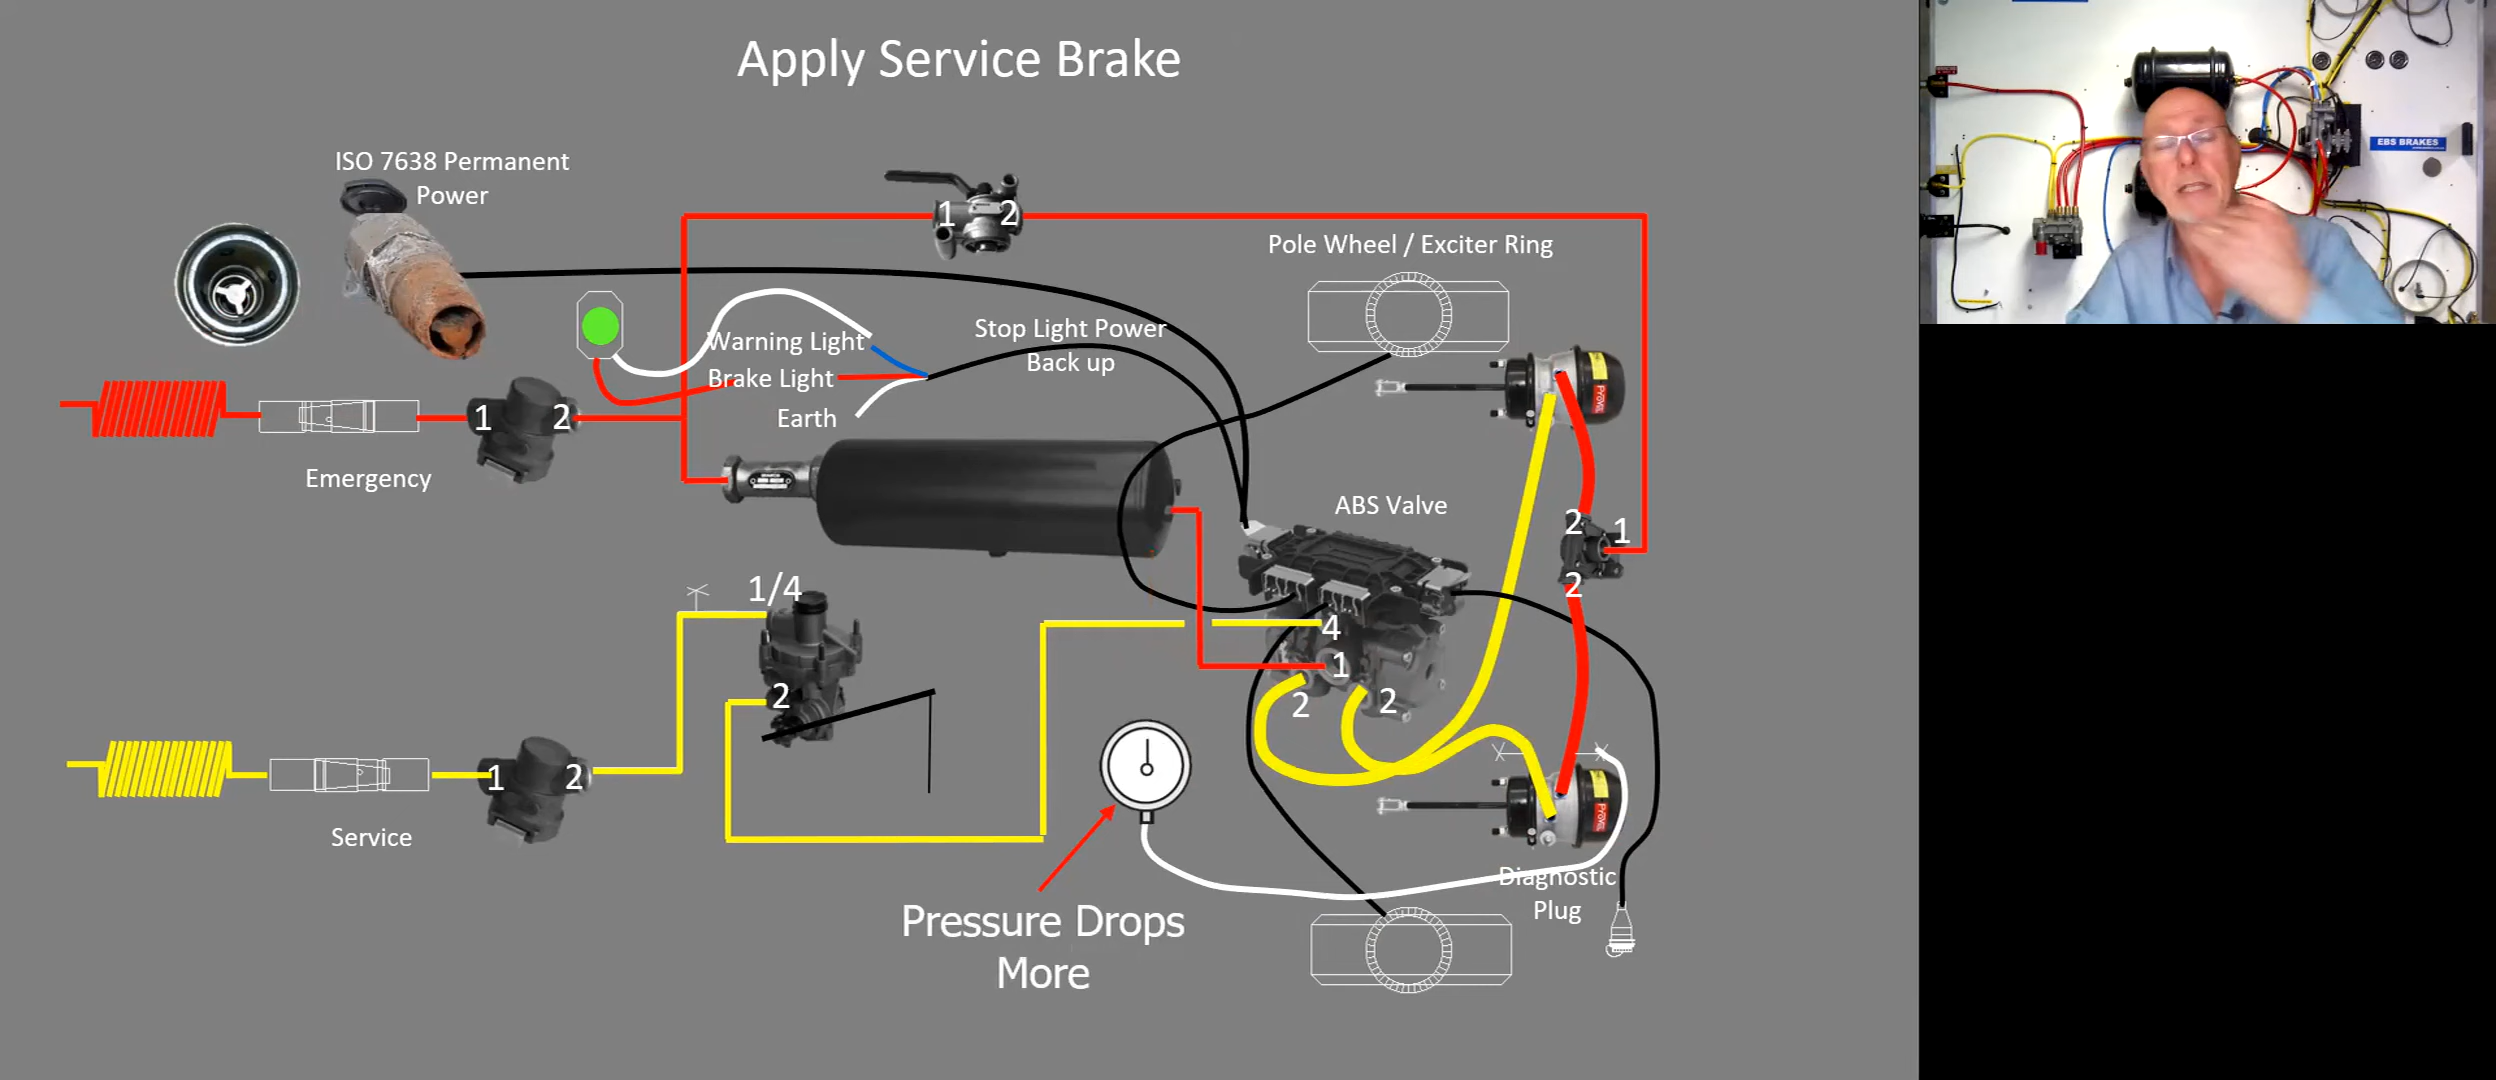 Apply Service Brake
ISO 7638 Permanent
Power
EBS BRAKES
1
2
Pole Wheel / Exciter Ring
Warning Light
Stop Light Power
Back up
Brake Light
Earth
1
2
Emergency
ABS Valve
2
1
2
1/4
4
1
2
2
2
1
2
Service
Diagnostic
Plug
Pressure Drops
More